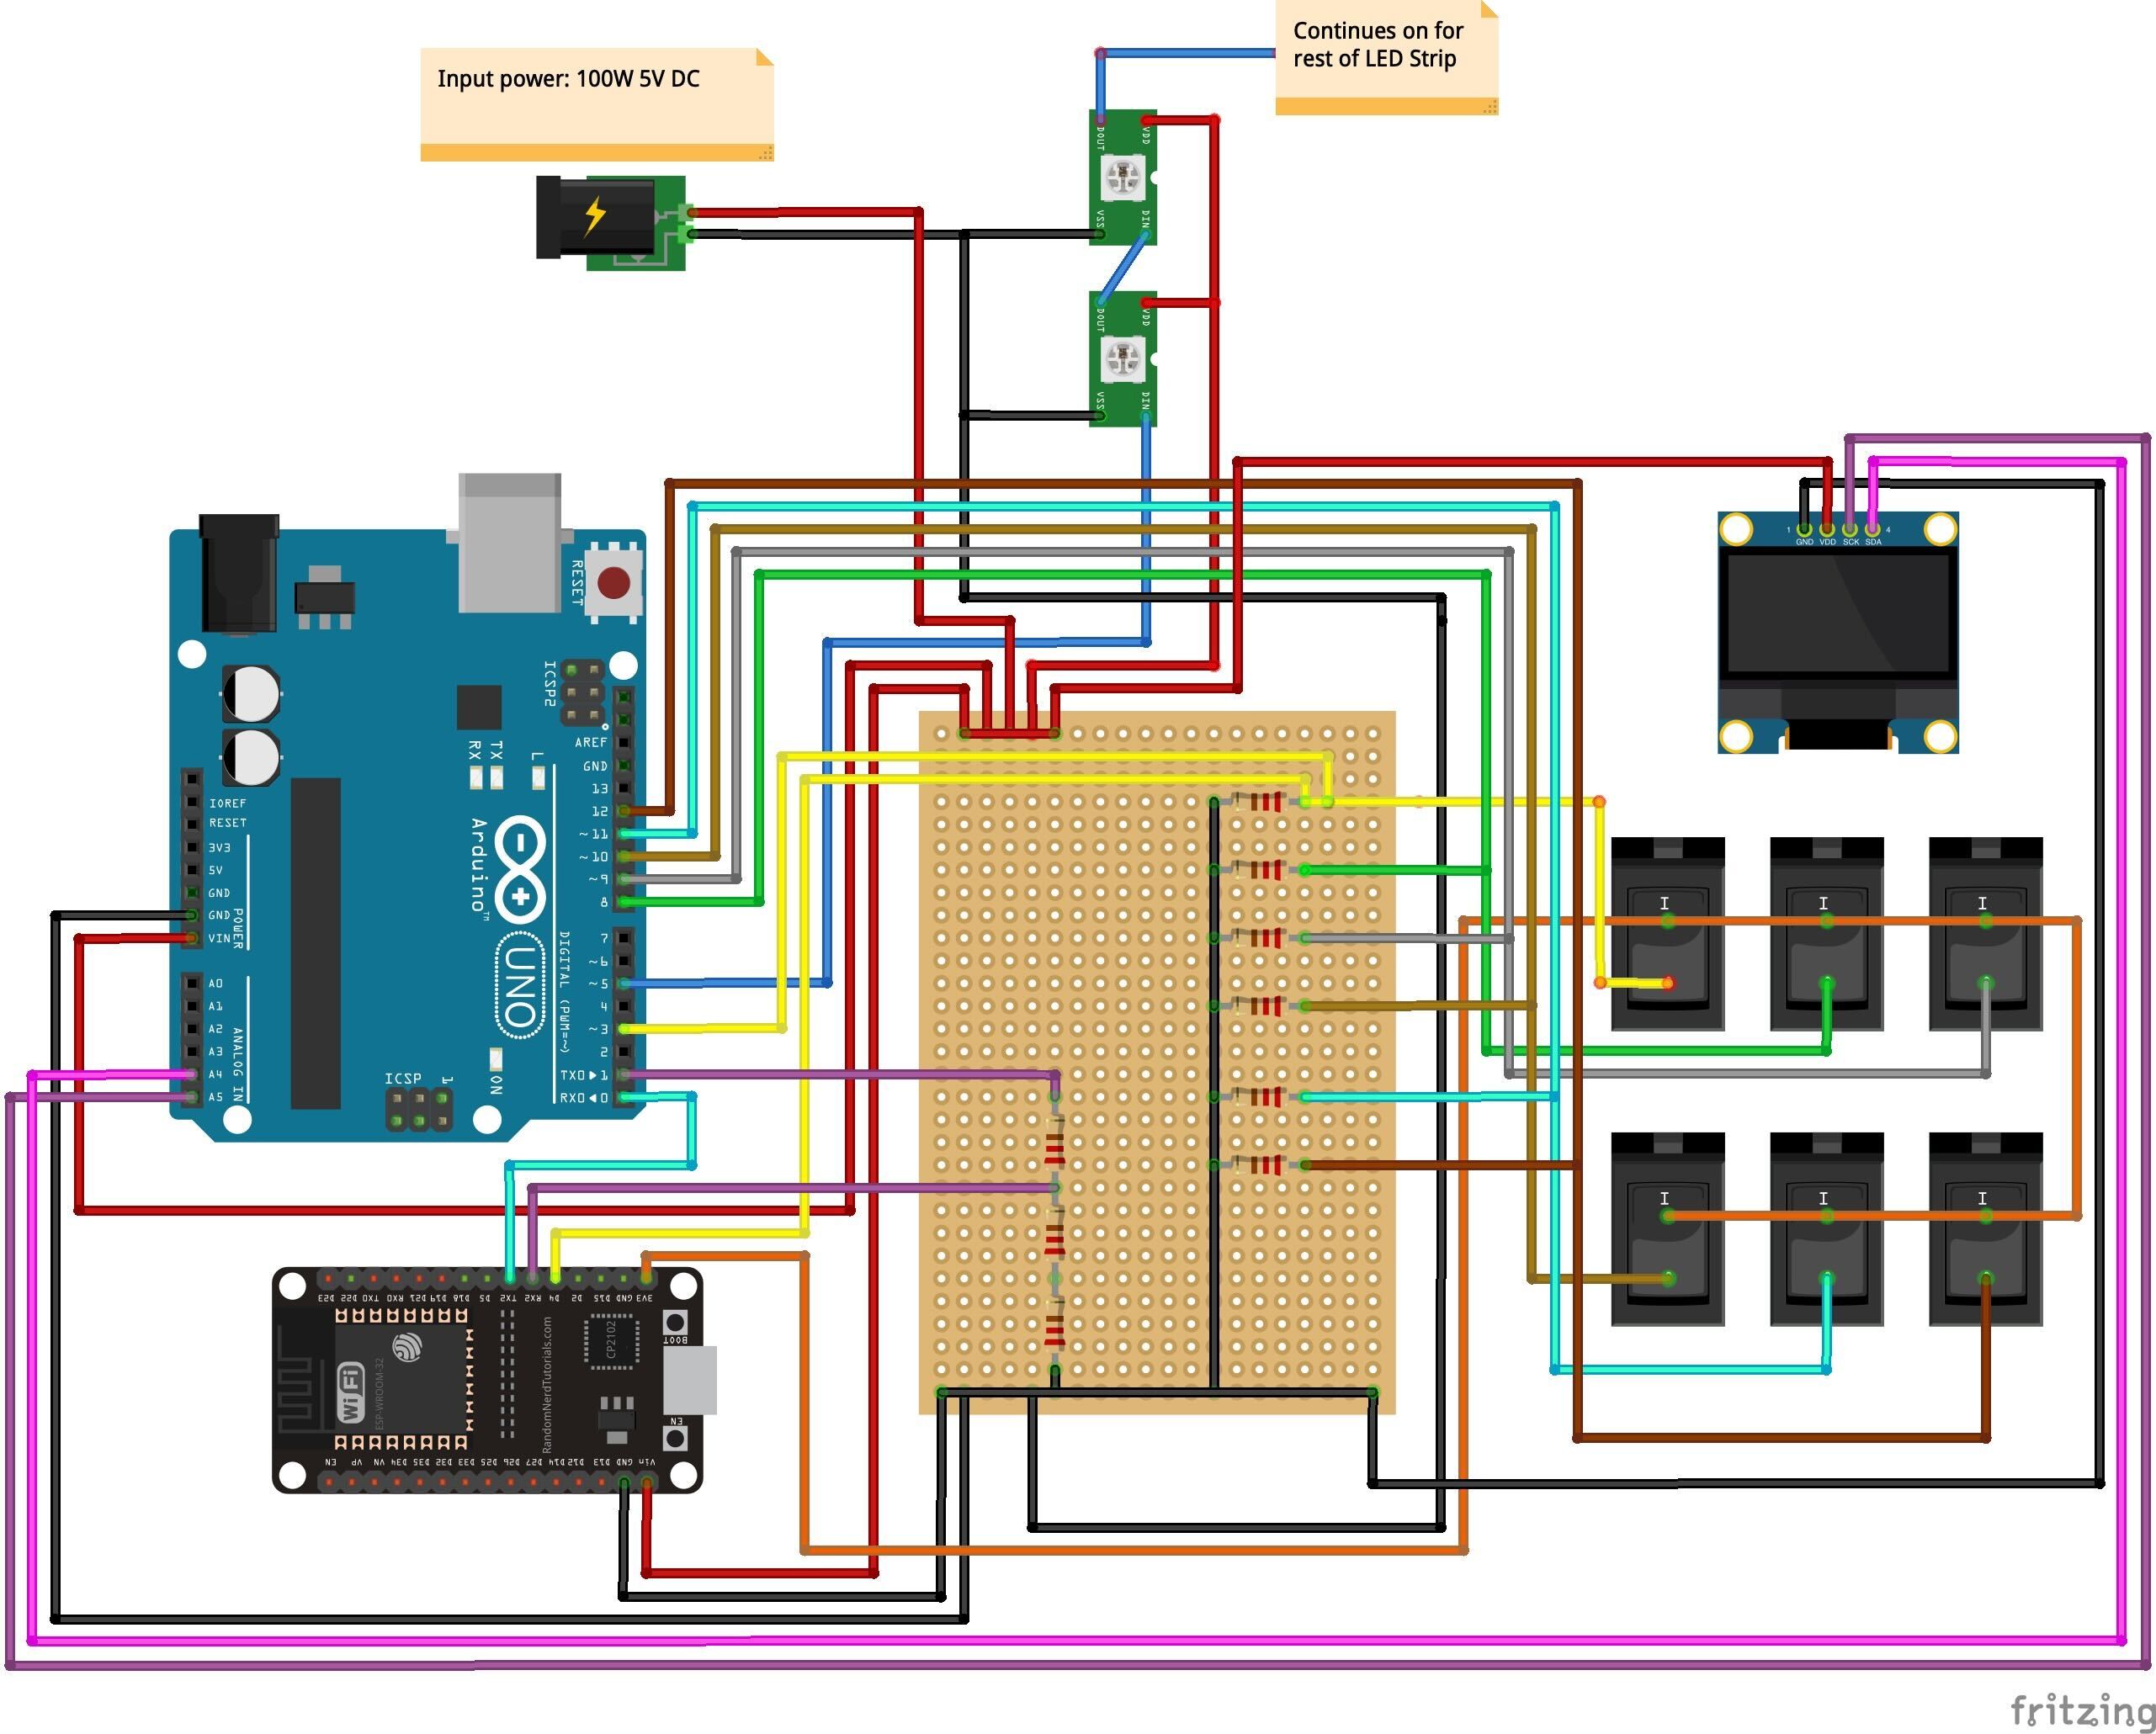 Continues on for
rest of LED Strip
Input power: 100W 5V DC
DOUT
VDD
VSS
DIN
DOUT
VDD
VSS
DIN
1
GND
VDD
SCK
SDA
4
RESET
ICSP2
AREF
GND
13
12
~11
~10
~9
8
7
~6
~5
4
~3
2
TX0▶1
RX0◀0
RX
TX
L
Arduino™
UNO
DIGITAL (PWM=~)
ON
ICSP
1
IOREF
RESET
3V3
5V
GND
GND
VIN
POWER
A0
A1
A2
A3
A4
A5
ANALOG IN
I
I
I
I
I
I
D23
D22
TX0
RX0
D21
D19
D18
D5
TX2
RX2
D4
D2
D15
GND
3V3
BOOT
WiFi
ESP-WROOM-32
RandomNerdTutorials.com
CP2102
EN
EN
VP
VN
D34
D35
D32
D33
D25
D26
D27
D14
D12
D13
GND
Vin
fritzing